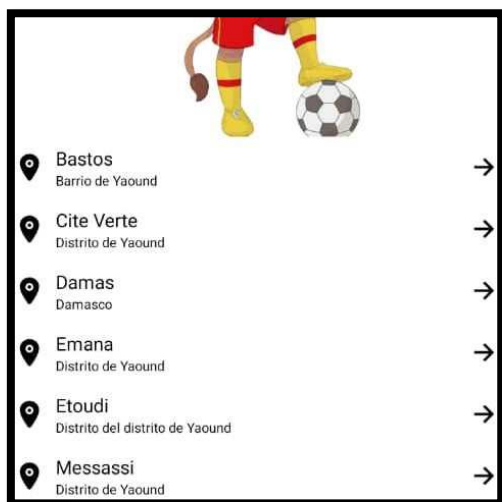 Bastos
Barrio de Yaound
Cite Verte
Distrito de Yaound
Damas
Damasco
Emana
Distrito de Yaound
Etoudi
Distrito del distrito de Yaound
Messassi
Distrito de Yaound